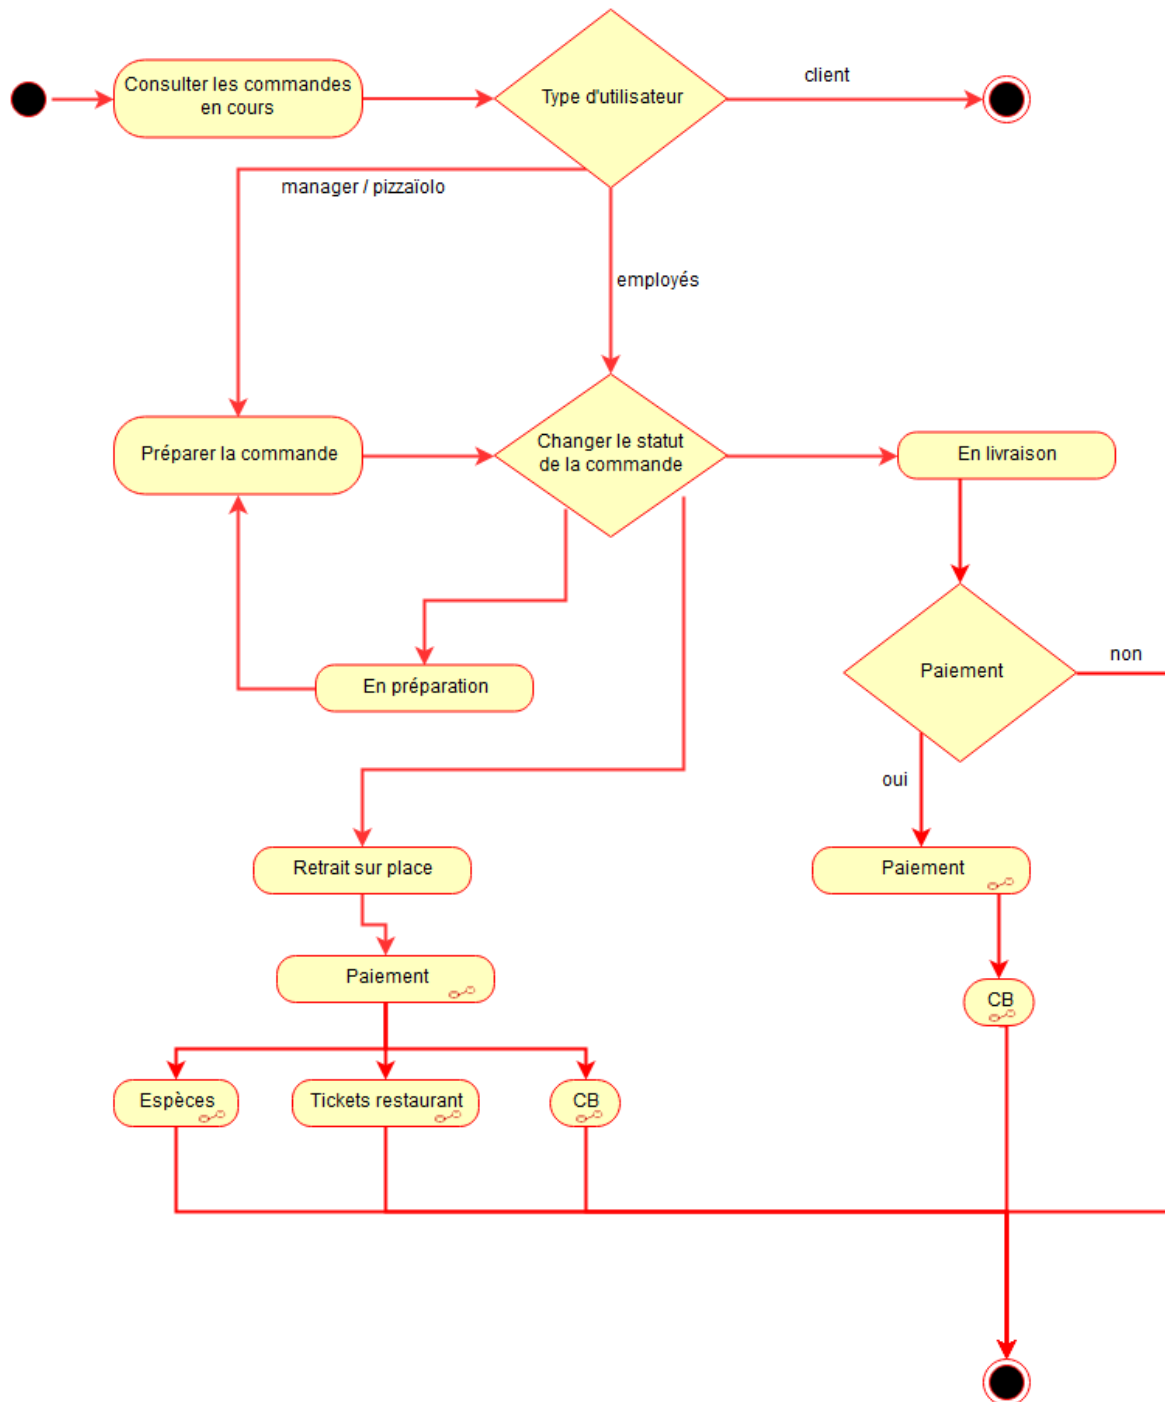 Consulter les commandes
en cours
Type d'utilisateur
client
manager / pizzaïolo
employés
Préparer la commande
Changer le statut
de la commande
En livraison
En préparation
Paiement
non
oui
Retrait sur place
Paiement
Paiement
CB
Espèces
Tickets restaurant
CB